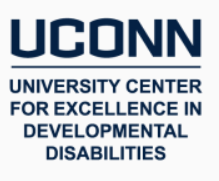 UCONN
UNIVERSITY CENTER
FOR EXCELLENCE IN
DEVELOPMENTAL
DISABILITIES